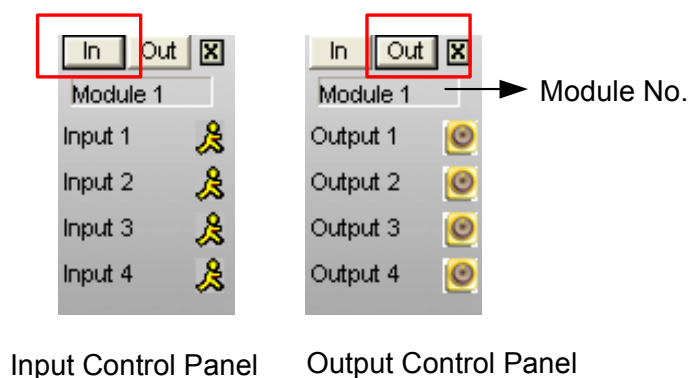 In Out X
Module 1
Input 1
Input 2
Input 3
Input 4
Input Control Panel
In Out X
Module 1
Module No.
Output 1
Output 2
Output 3
Output 4
Output Control Panel